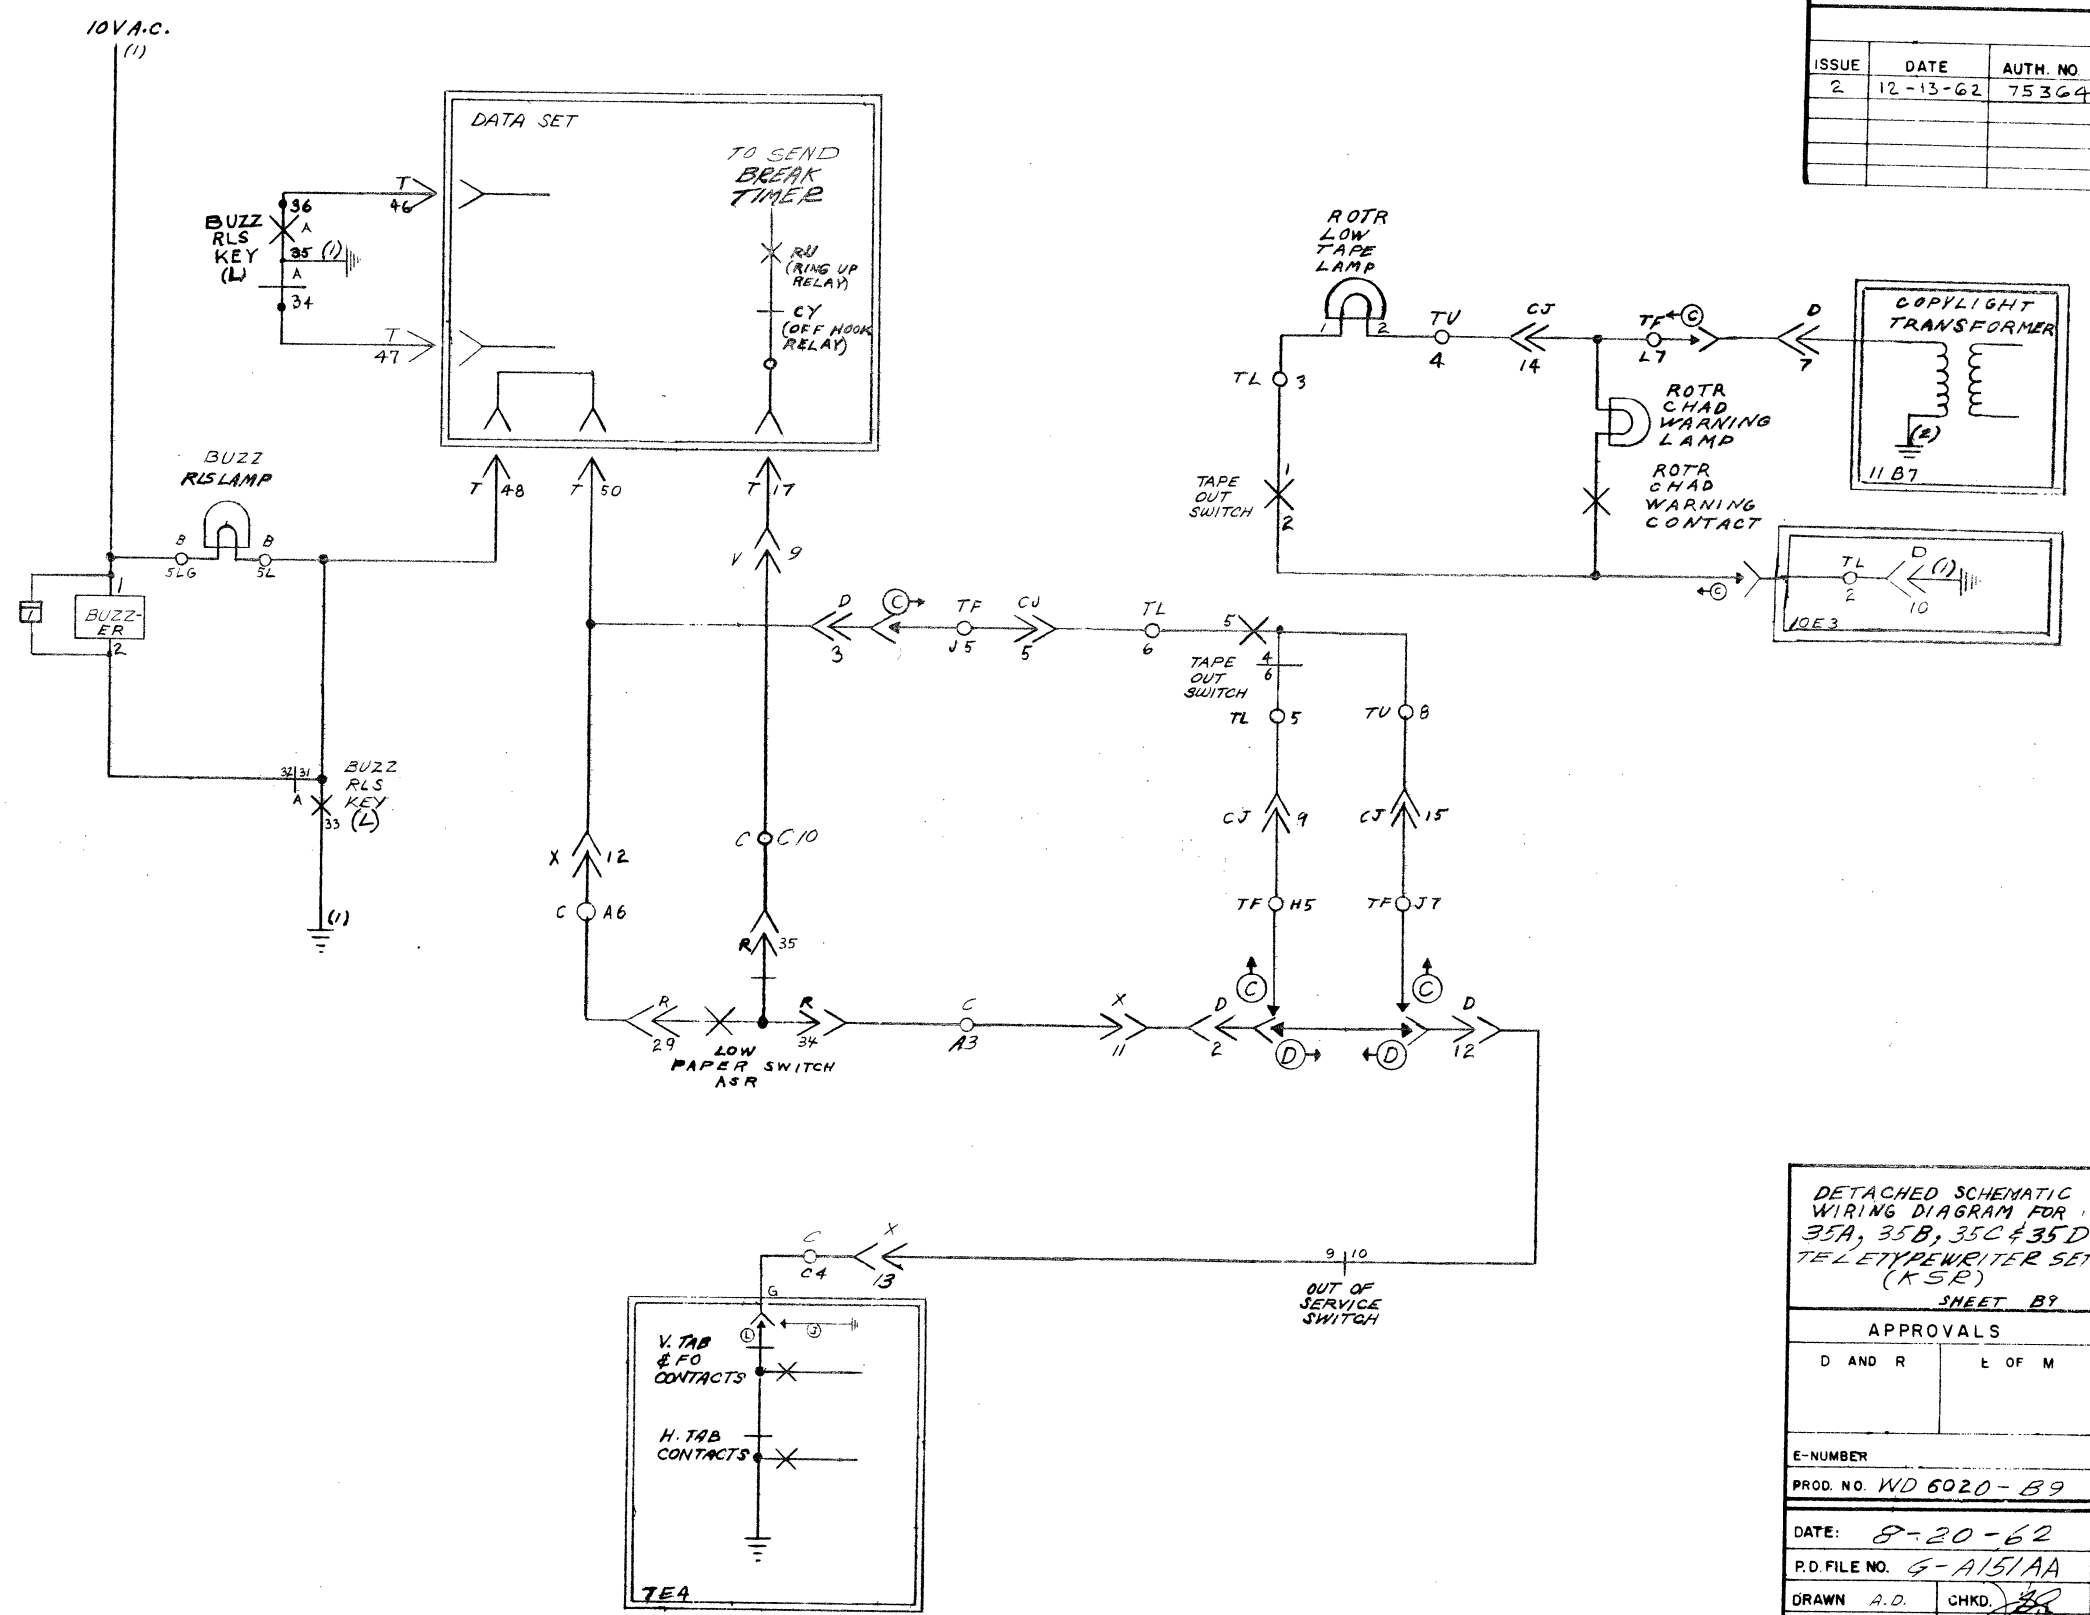 10V A.C.
(1)
ISSUE DATE AUTH. NO.
2 12-13-62 75364
DATA SET
TO SEND
BREAK
TIMER
RU
(RING UP
RELAY)
CY
(OFF HOOK
RELAY)
BUZZ
RLS
KEY
(L)
36
A
35 (1)
A
34
T
46
T
47
T 48
T 50
T 17
BUZZ
RLS LAMP
B
5LG
B
5L
1
BUZZ-
ER
2
32 31
A
33
BUZZ
RLS
KEY
(L)
(1)
V 9
X 12
C A6
C C10
R 35
R
29
LOW
PAPER SWITCH
ASR
R
34
C
A3
X
11
D
2
D
D
D
12
C
C
D
3
C
TF
J5
CJ
5
TL
6
5
4
6
TAPE
OUT
SWITCH
TL 5
TU 8
CJ 9
CJ 15
TF H5
TF J7
ROTR
LOW
TAPE
LAMP
1 2
TL 3
TU
4
CJ
14
TF
L7
C
D
7
COPYLIGHT
TRANSFORMER
(2)
11B7
ROTR
CHAD
WARNING
LAMP
ROTR
CHAD
WARNING
CONTACT
TAPE
OUT
SWITCH
1
2
C
TL
2
D
10
(1)
10E3
9 10
OUT OF
SERVICE
SWITCH
X
13
C
C4
G
L
J
V. TAB
& FO
CONTACTS
H. TAB
CONTACTS
7E4
DETACHED SCHEMATIC
WIRING DIAGRAM FOR
35A, 35B, 35C & 35D
TELETYPEWRITER SET
(KSR)
SHEET B9
APPROVALS
D AND R E OF M
E-NUMBER
PROD. NO. WD 6020-B9
DATE: 8-20-62
P.D. FILE NO. G-A151AA
DRAWN A.D. CHKD.